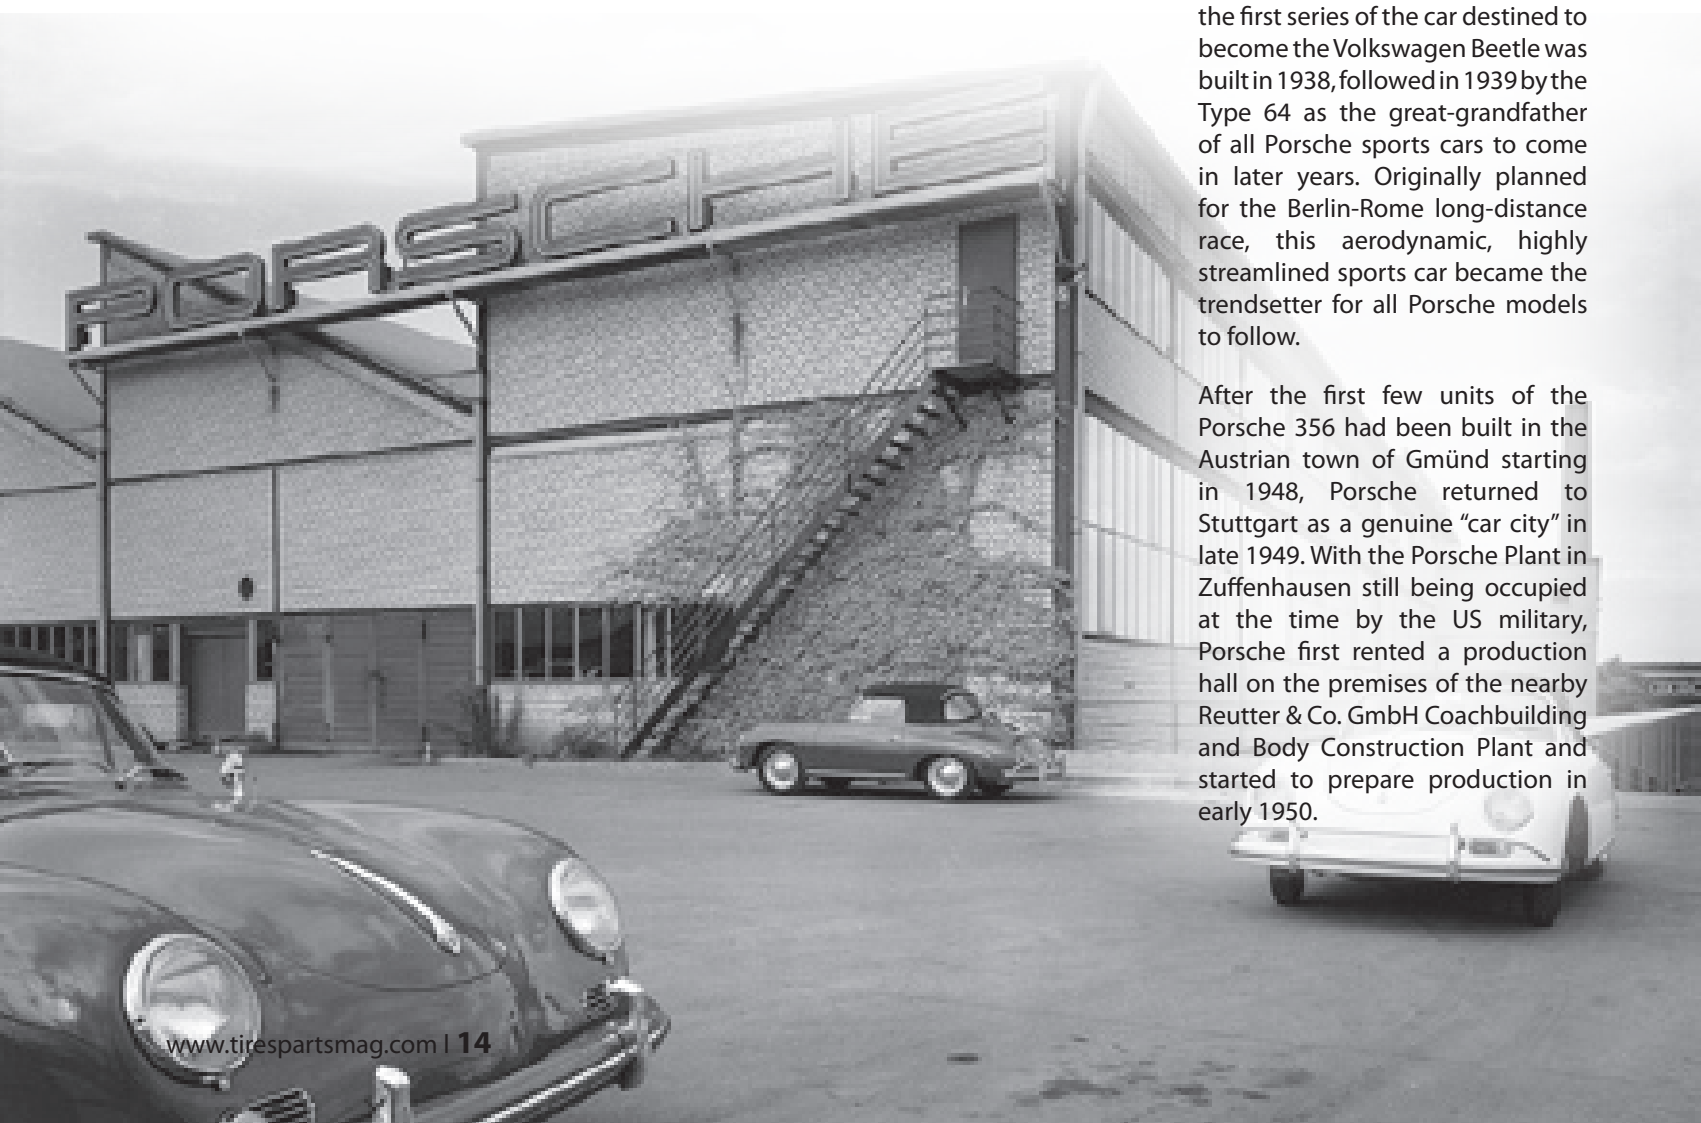 PORSCHE
the first series of the car destined to
become the Volkswagen Beetle was
built in 1938, followed in 1939 by the
Type 64 as the great-grandfather
of all Porsche sports cars to come
in later years. Originally planned
for the Berlin-Rome long-distance
race, this aerodynamic, highly
streamlined sports car became the
trendsetter for all Porsche models
to follow.
After the first few units of the
Porsche 356 had been built in the
Austrian town of Gmünd starting
in 1948, Porsche returned to
Stuttgart as a genuine “car city” in
late 1949. With the Porsche Plant in
Zuffenhausen still being occupied
at the time by the US military,
Porsche first rented a production
hall on the premises of the nearby
Reutter & Co. GmbH Coachbuilding
and Body Construction Plant and
started to prepare production in
early 1950.
www.tirespartsmag.com | 14